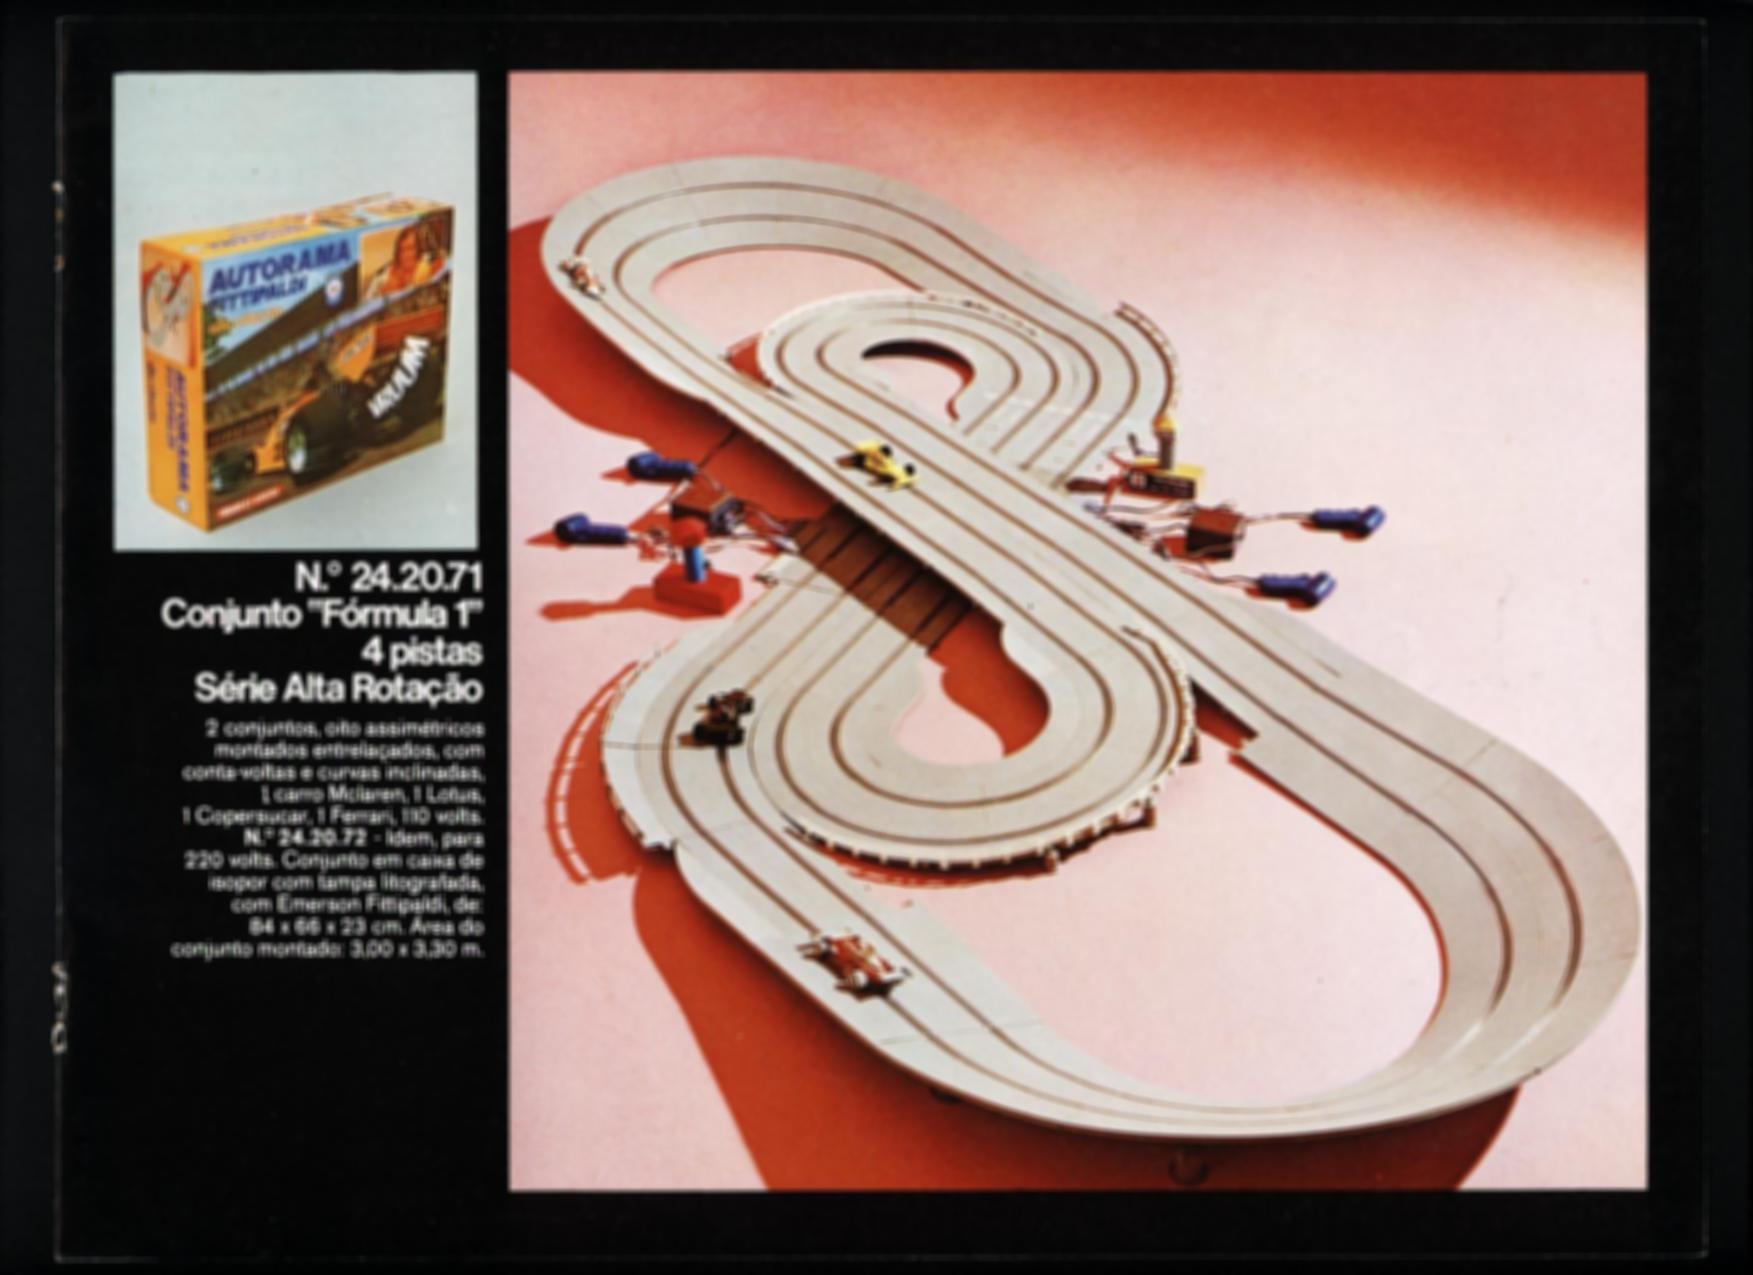 AUTORAMA
FITTIPALDI
VRUUM
AUTORAMA
N.º 24.20.71
Conjunto "Fórmula 1"
4 pistas
Série Alta Rotação
2 conjuntos, oito assimétricos
montados entrelaçados, com
conta-voltas e curvas inclinadas,
1 carro Mclaren, 1 Lotus,
1 Copersucar, 1 Ferrari, 110 volts.
N.º 24.20.72 - Idem, para
220 volts. Conjunto em caixa de
isopor com tampa litografada,
com Emerson Fittipaldi, de:
84 x 66 x 23 cm. Área do
conjunto montado: 3,00 x 3,30 m.